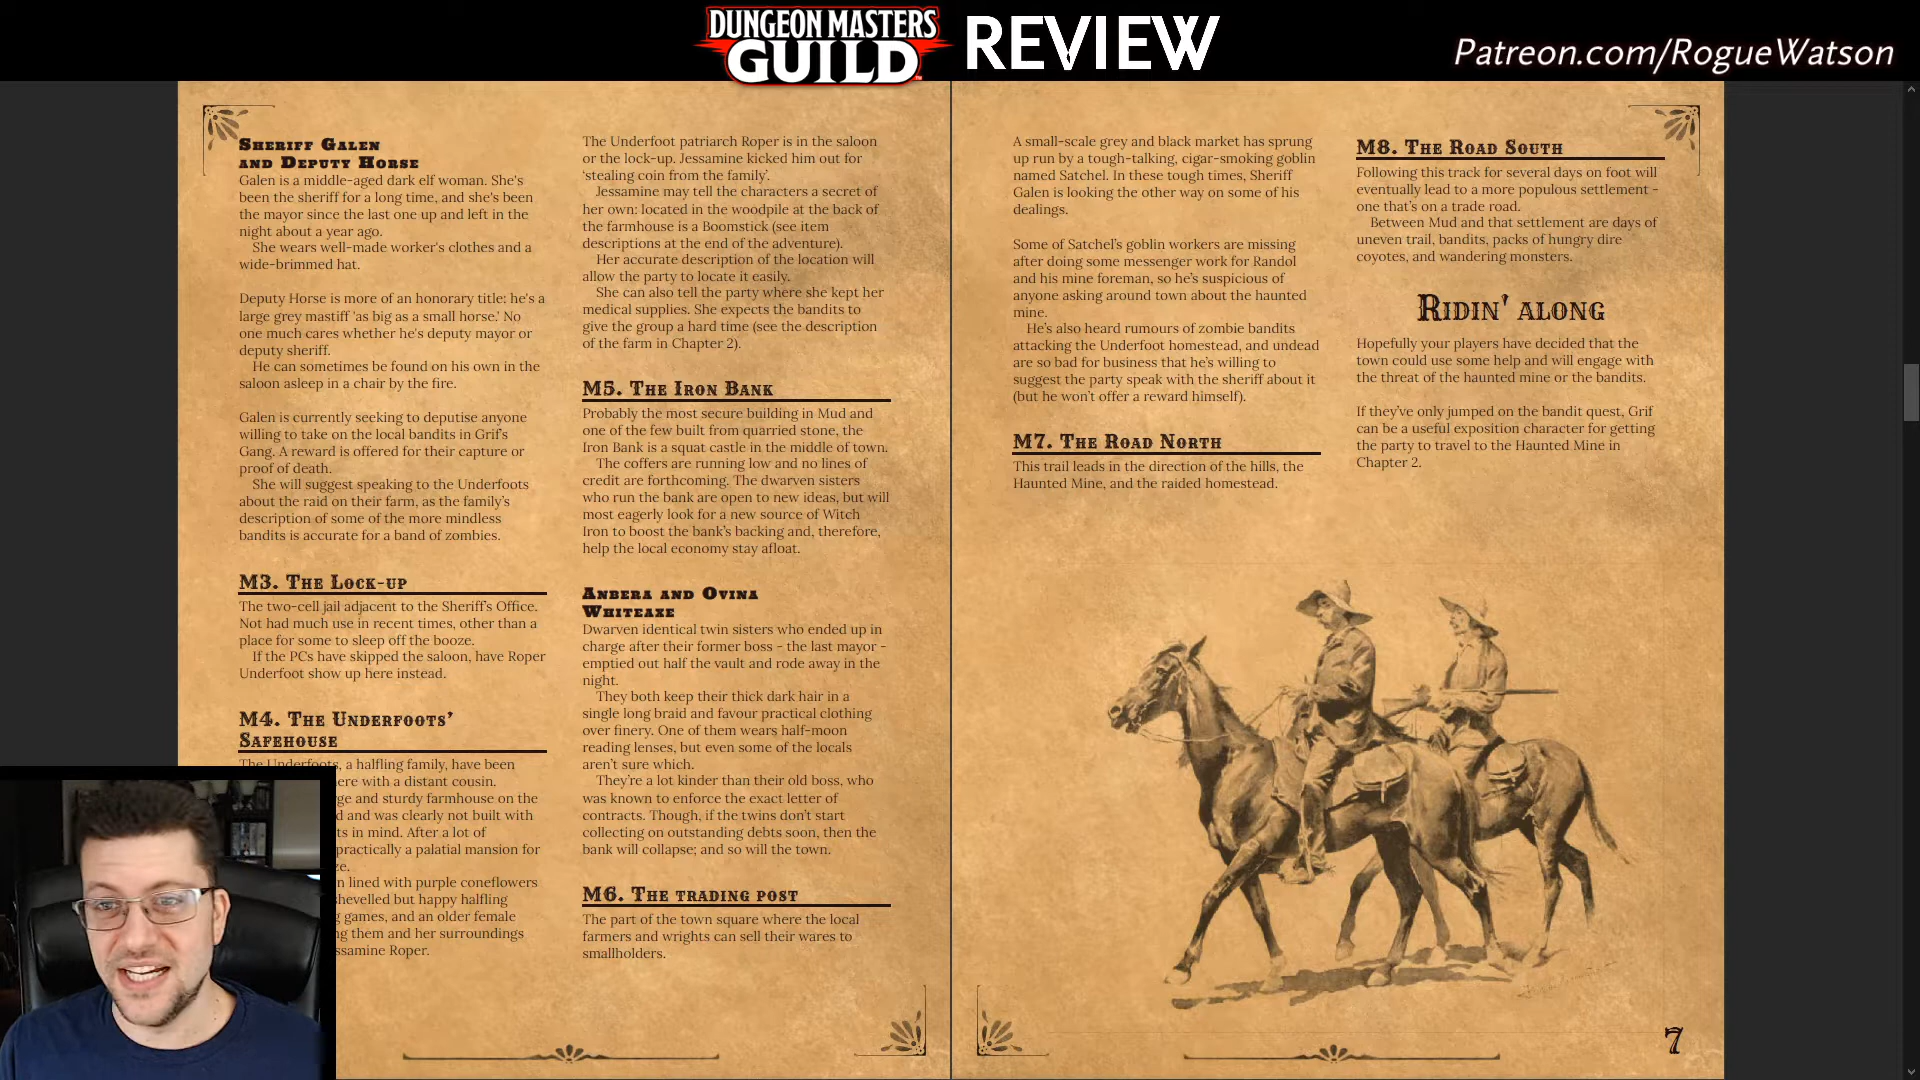 DUNGEON MASTERS
GUILD
REVIEW
Patreon.com/RogueWatson
SHERIFF GALEN
AND DEPUTY HORSE
Galen is a middle-aged dark elf woman. She's
been the sheriff for a long time, and she's been
the mayor since the last one up and left in the
night about a year ago.
She wears well-made worker's clothes and a
wide-brimmed hat.
Deputy Horse is more of an honorary title: he's a
large grey mastiff 'as big as a small horse.' No
one much cares whether he's deputy mayor or
deputy sheriff.
He can sometimes be found on his own in the
saloon asleep in a chair by the fire.
Galen is currently seeking to deputise anyone
willing to take on the local bandits in Grif's
Gang. A reward is offered for their capture or
proof of death.
She will suggest speaking to the Underfoots
about the raid on their farm, as the family's
description of some of the more mindless
bandits is accurate for a band of zombies.
M3. THE LOCK-UP
The two-cell jail adjacent to the Sheriff's Office.
Not had much use in recent times, other than a
place for some to sleep off the booze.
If the PCs have skipped the saloon, have Roper
Underfoot show up here instead.
M4. THE UNDERFOOTS'
SAFEHOUSE
The Underfoots, a halfling family, have been
here with a distant cousin.
and sturdy farmhouse on the
and was clearly not built with
in mind. After a lot of
practically a palatial mansion for
lined with purple coneflowers
but happy halfling
games, and an older female
them and her surroundings
Roper.
The Underfoot patriarch Roper is in the saloon
or the lock-up. Jessamine kicked him out for
'stealing coin from the family'.
Jessamine may tell the characters a secret of
her own: located in the woodpile at the back of
the farmhouse is a Boomstick (see item
descriptions at the end of the adventure).
Her accurate description of the location will
allow the party to locate it easily.
She can also tell the party where she kept her
medical supplies. She expects the bandits to
give the group a hard time (see the description
of the farm in Chapter 2).
M5. THE IRON BANK
Probably the most secure building in Mud and
one of the few built from quarried stone, the
Iron Bank is a squat castle in the middle of town.
The coffers are running low and no lines of
credit are forthcoming. The dwarven sisters
who run the bank are open to new ideas, but will
most eagerly look for a new source of Witch
Iron to boost the bank's backing and, therefore,
help the local economy stay afloat.
ANBERA AND OVINA
WHITEAXE
Dwarven identical twin sisters who ended up in
charge after their former boss - the last mayor -
emptied out half the vault and rode away in the
night.
They both keep their thick dark hair in a
single long braid and favour practical clothing
over finery. One of them wears half-moon
reading lenses, but even some of the locals
aren't sure which.
They're a lot kinder than their old boss, who
was known to enforce the exact letter of
contracts. Though, if the twins don't start
collecting on outstanding debts soon, then the
bank will collapse; and so will the town.
M6. THE TRADING POST
The part of the town square where the local
farmers and wrights can sell their wares to
smallholders.
A small-scale grey and black market has sprung
up run by a tough-talking, cigar-smoking goblin
named Satchel. In these tough times, Sheriff
Galen is looking the other way on some of his
dealings.
Some of Satchel's goblin workers are missing
after doing some messenger work for Randol
and his mine foreman, so he's suspicious of
anyone asking around town about the haunted
mine.
He's also heard rumours of zombie bandits
attacking the Underfoot homestead, and undead
are so bad for business that he's willing to
suggest the party speak with the sheriff about it
(but he won't offer a reward himself).
M7. THE ROAD NORTH
This trail leads in the direction of the hills, the
Haunted Mine, and the raided homestead.
M8. THE ROAD SOUTH
Following this track for several days on foot will
eventually lead to a more populous settlement -
one that's on a trade road.
Between Mud and that settlement are days of
uneven trail, bandits, packs of hungry dire
coyotes, and wandering monsters.
RIDIN' ALONG
Hopefully your players have decided that the
town could use some help and will engage with
the threat of the haunted mine or the bandits.
If they've only jumped on the bandit quest, Grif
can be a useful exposition character for getting
the party to travel to the Haunted Mine in
Chapter 2.
7